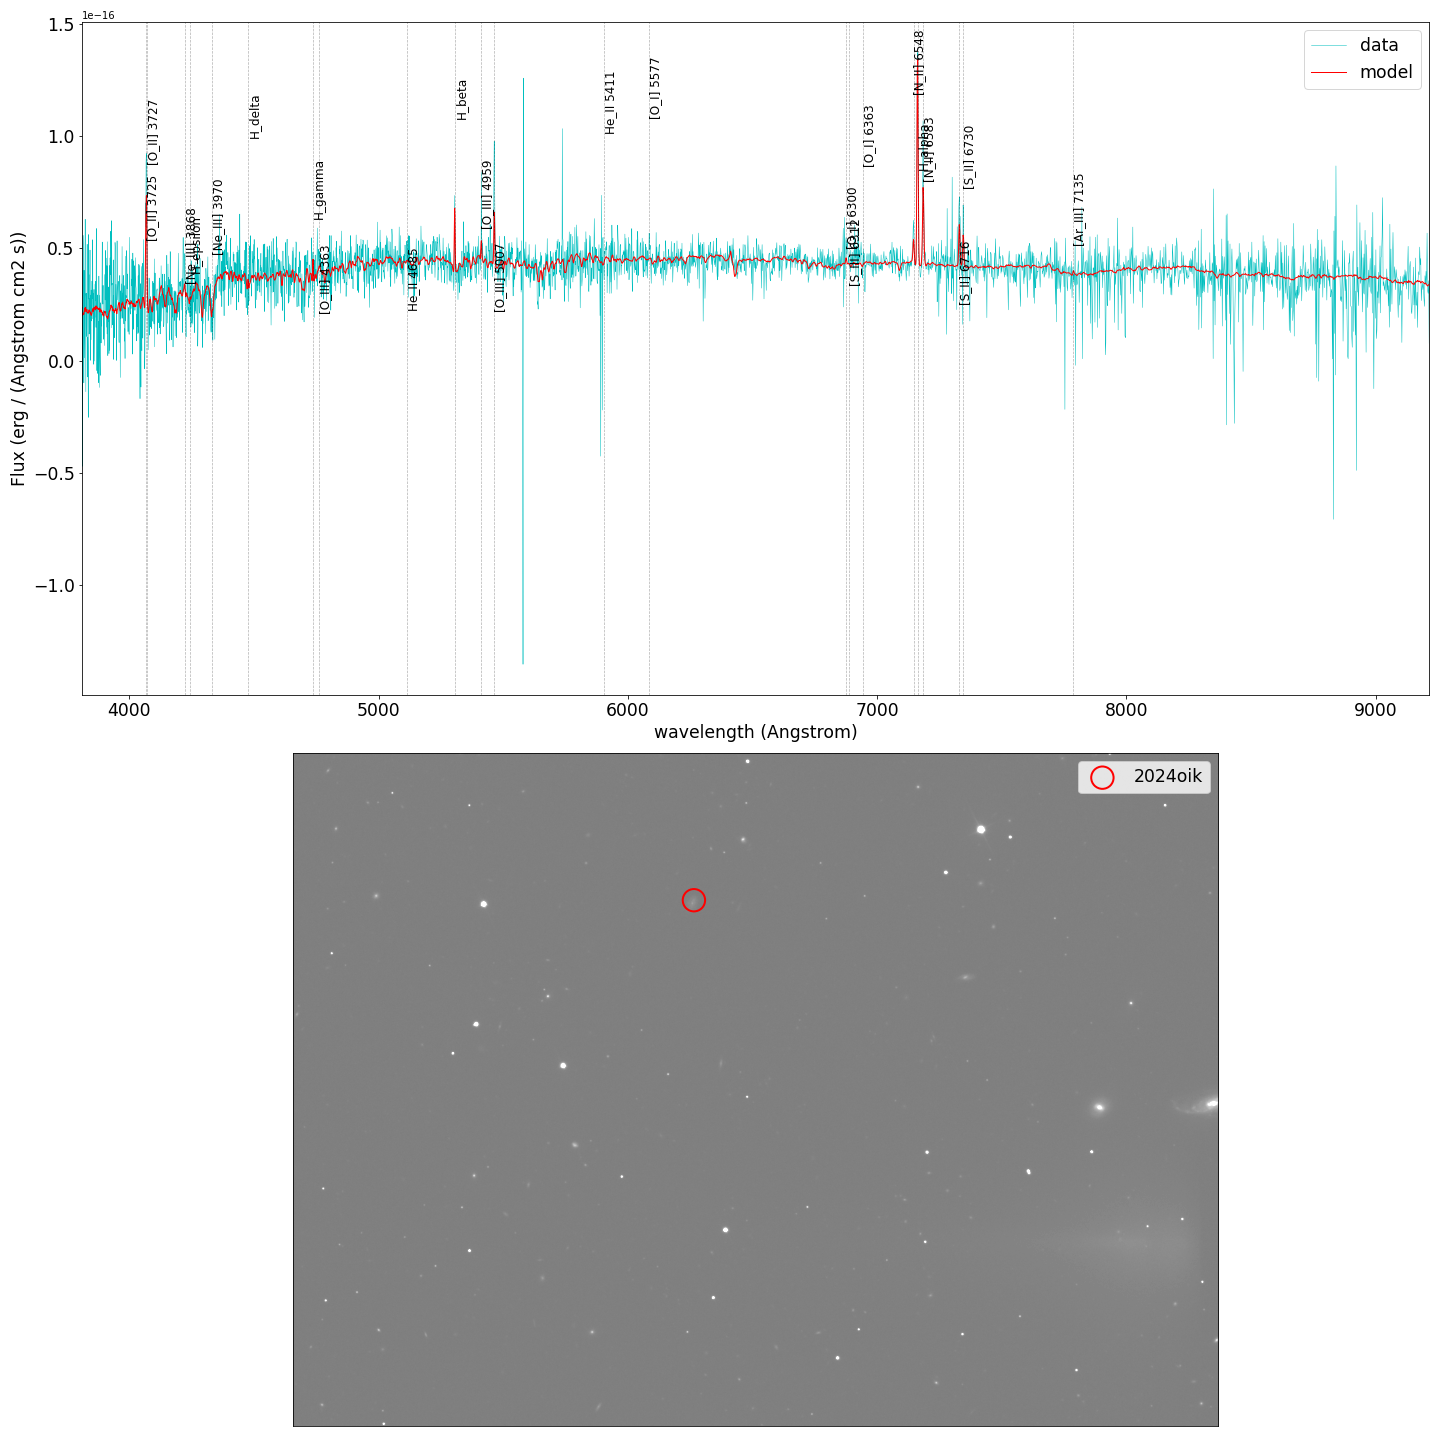 1e−16
Flux (erg / (Angstrom cm2 s))
1.5
1.0
0.5
0.0
−0.5
−1.0
data
model
[O_II] 3725
[O_II] 3727
[Ne_III] 3868
H_epsilon
[Ne_III] 3970
H_delta
H_gamma
[O_III] 4363
He_II 4685
H_beta
[O_III] 4959
[O_III] 5007
He_II 5411
[O_I] 5577
[O_I] 6300
[S_III] 6312
[O_I] 6363
[N_II] 6548
H_alpha
[N_II] 6583
[S_II] 6716
[S_II] 6730
[Ar_III] 7135
4000 5000 6000 7000 8000 9000
wavelength (Angstrom)
2024oik